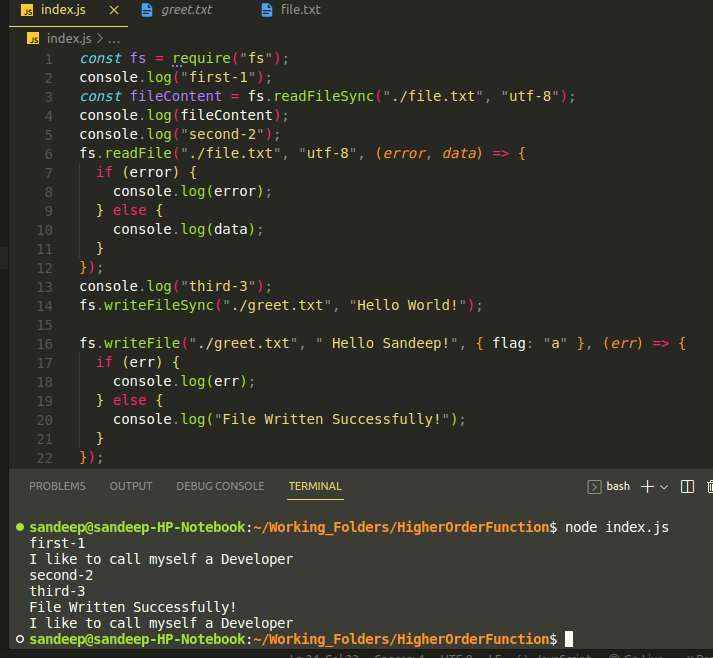 JS index.js × greet.txt file.txt
JS index.js > ...
1 const fs = require("fs");
2 console.log("first-1");
3 const fileContent = fs.readFileSync("./file.txt", "utf-8");
4 console.log(fileContent);
5 console.log("second-2");
6 fs.readFile("./file.txt", "utf-8", (error, data) => {
7 if (error) {
8 console.log(error);
9 } else {
10 console.log(data);
11 }
12 });
13 console.log("third-3");
14 fs.writeFileSync("./greet.txt", "Hello World!");
15
16 fs.writeFile("./greet.txt", " Hello Sandeep!", { flag: "a" }, (err) => {
17 if (err) {
18 console.log(err);
19 } else {
20 console.log("File Written Successfully!");
21 }
22 });
PROBLEMS OUTPUT DEBUG CONSOLE TERMINAL bash
sandeep@sandeep-HP-Notebook:~/Working_Folders/HigherOrderFunction$ node index.js
first-1
I like to call myself a Developer
second-2
third-3
File Written Successfully!
I like to call myself a Developer
sandeep@sandeep-HP-Notebook:~/Working_Folders/HigherOrderFunction$